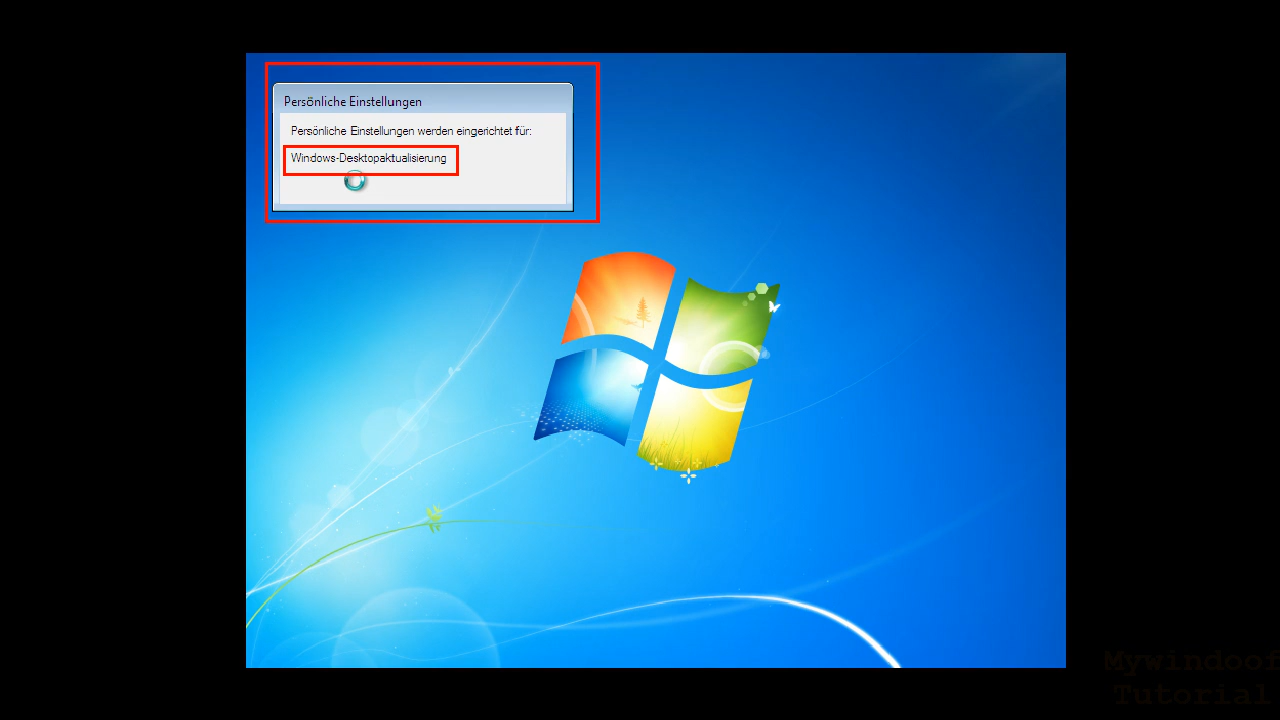 Persönliche Einstellungen
Persönliche Einstellungen werden eingerichtet für:
Windows-Desktopaktualisierung
Mywindoof
Tutorial